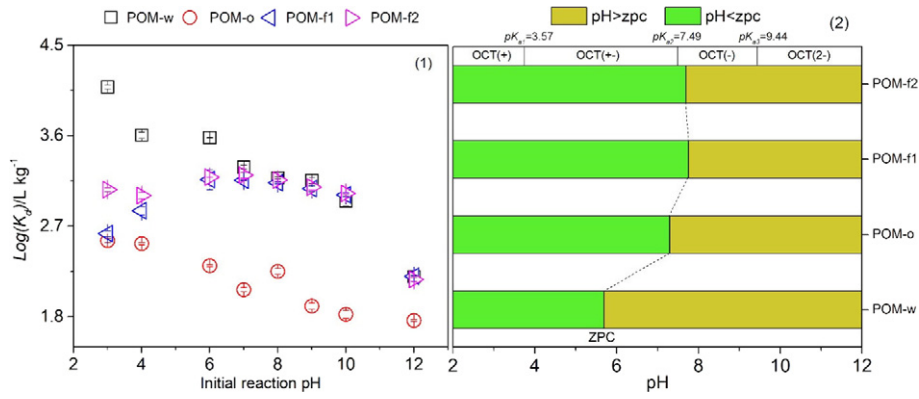 POM-w POM-o POM-f1 POM-f2
pH>zpc pH<zpc
(1)
(2)
pKa1=3.57 pKa2=7.49 pKa3=9.44
OCT(+) OCT(+-) OCT(-) OCT(2-)
4.5
3.6
2.7
1.8
Log(Kd)/L kg-1
2 4 6 8 10 12
Initial reaction pH
POM-f2
POM-f1
POM-o
POM-w
ZPC
2 4 6 8 10 12
pH